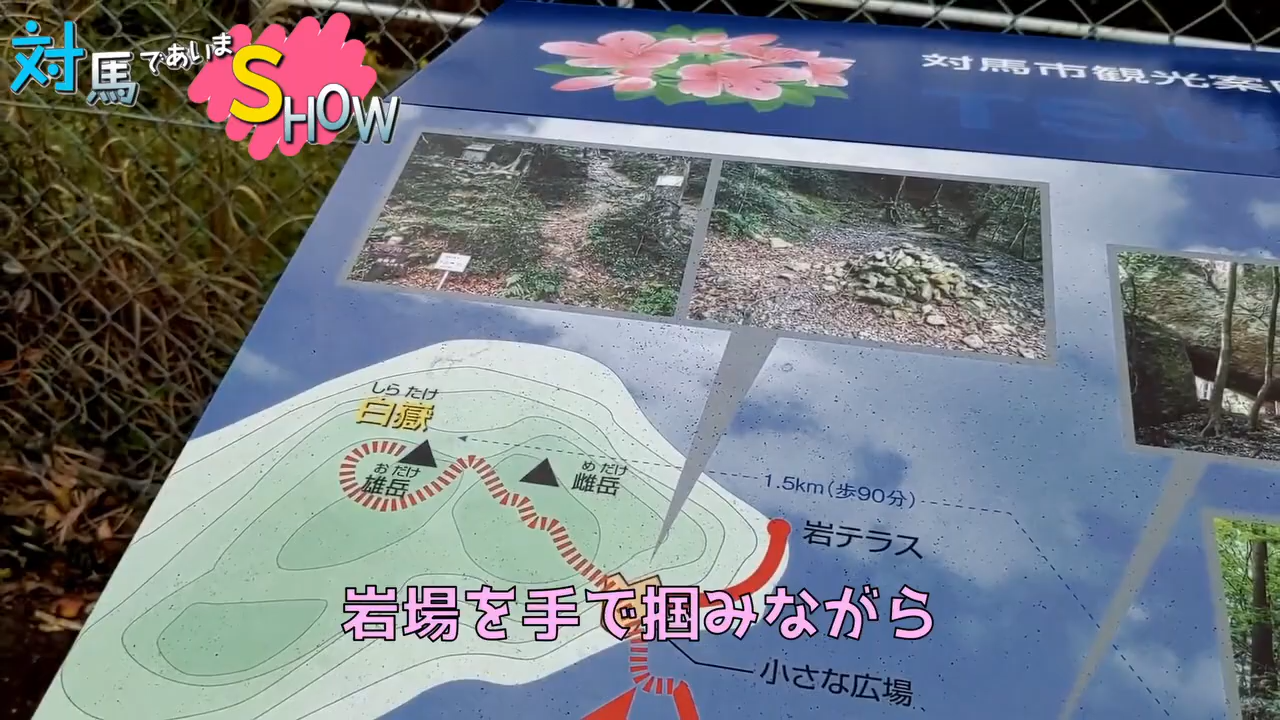 対馬であいまSHOW
対馬市観光案
TSU
しらたけ
白嶽
おだけ
雄岳
めだけ
雌岳
1.5km(歩90分)
岩テラス
岩場を手で掴みながら
小さな広場